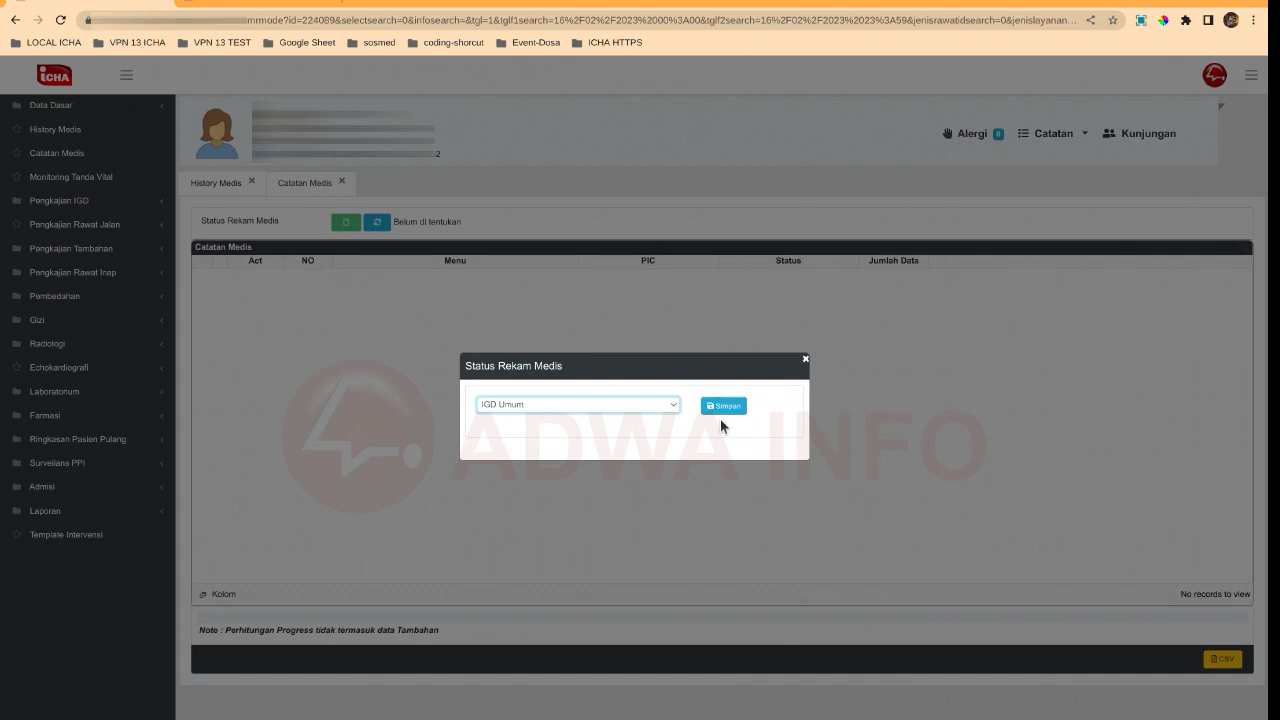 mrmode?id=224089&selectsearch=0&infosearch=&tgl=1&tglf1search=16%2F02%2F2023%2000%3A00&tglf2search=16%2F02%2F2023%2023%3A59&jenisrawatidsearch=0&jenislayanan...
LOCAL ICHA VPN 13 ICHA VPN 13 TEST Google Sheet sosmed coding-shorcut Event-Dosa ICHA HTTPS
iCHA
Data Dasar
History Medis
Catatan Medis
Monitoring Tanda Vital
Pengkajian IGD
Pengkajian Rawat Jalan
Pengkajian Tambahan
Pengkajian Rawat Inap
Pembedahan
Gizi
Radiologi
Echokardiografi
Laboratorium
Farmasi
Ringkasan Pasien Pulang
Surveilans PPI
Admisi
Laporan
Template Intervensi
2
Alergi 0 Catatan Kunjungan
History Medis Catatan Medis
Status Rekam Medis Belum di tentukan
Catatan Medis
Act NO Menu PIC Status Jumlah Data
Status Rekam Medis
IGD Umum Simpan
ADWA INFO
Kolom No records to view
Note : Perhitungan Progress tidak termasuk data Tambahan
CSV